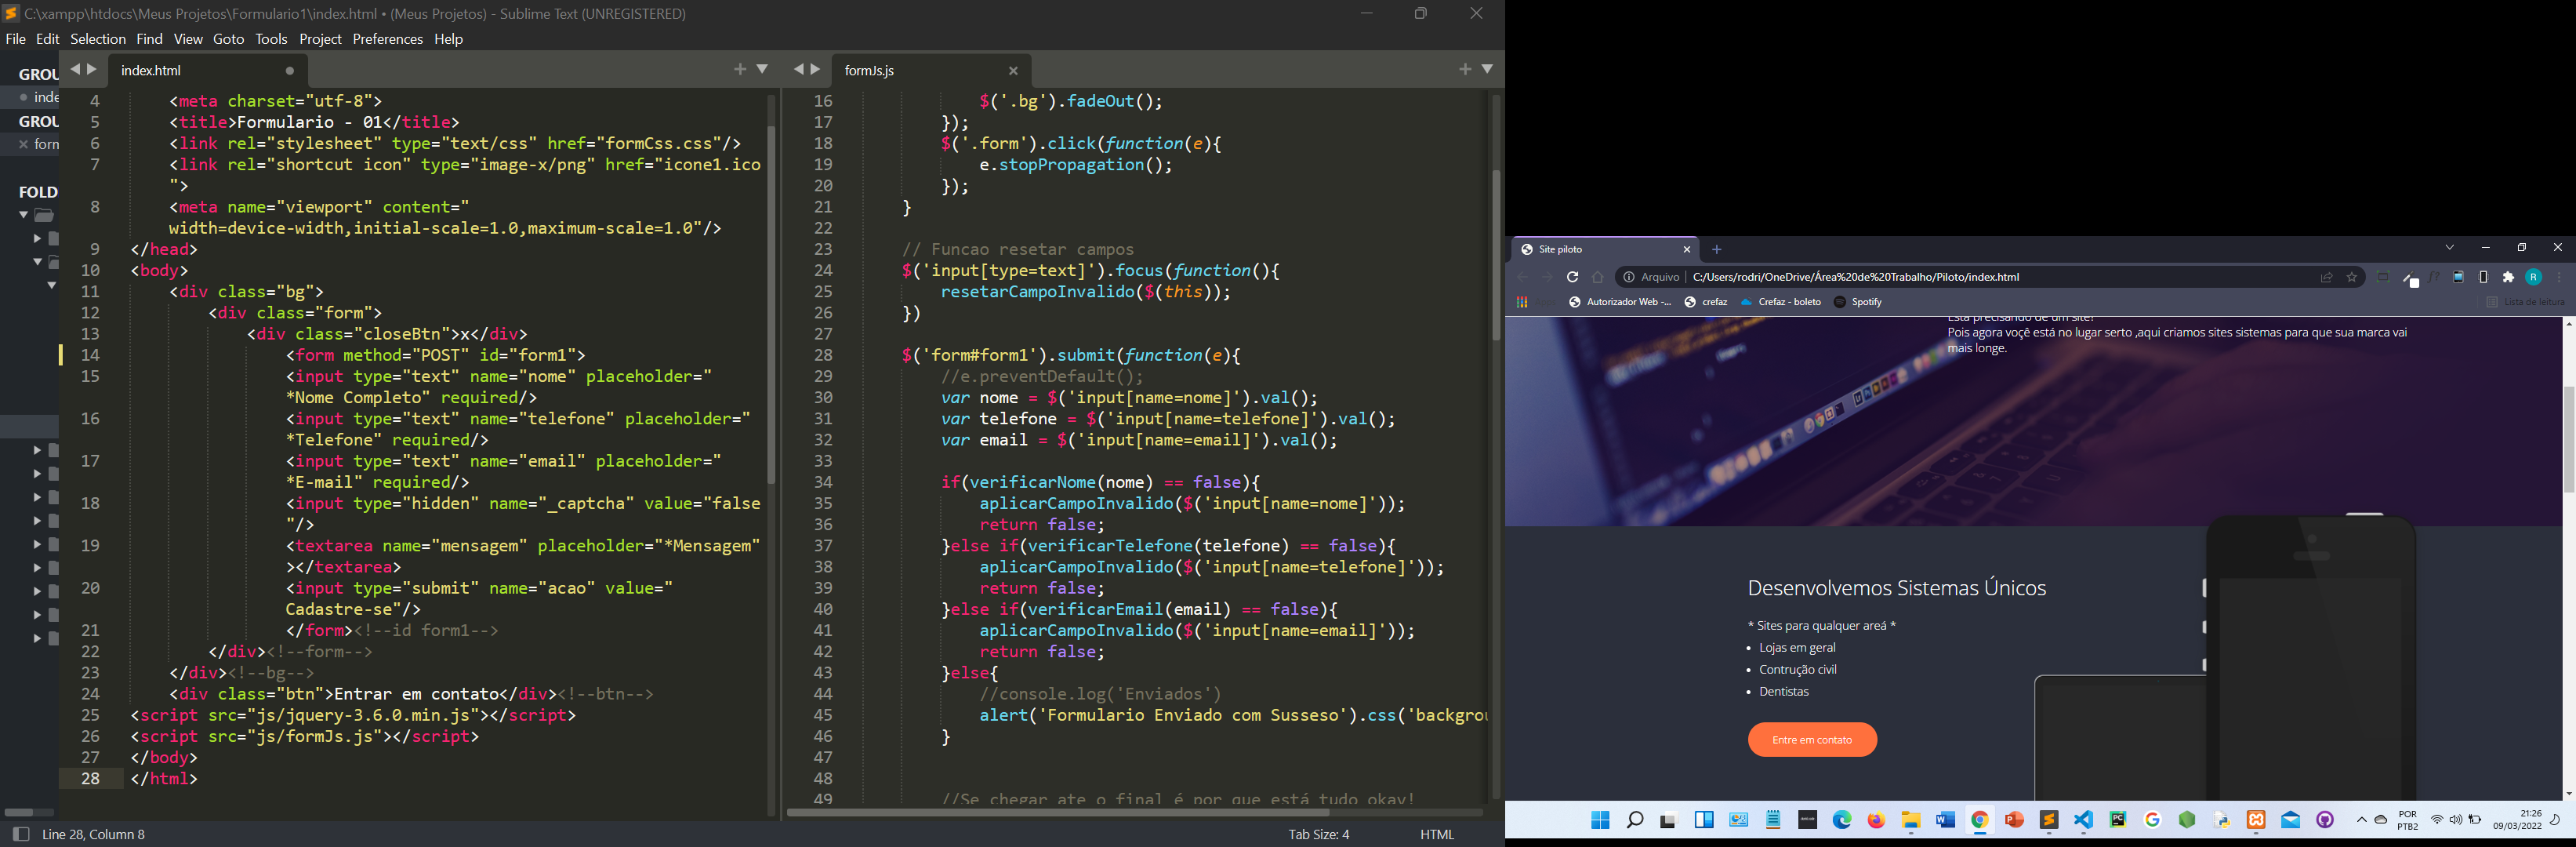 C:\xampp\htdocs\Meus Projetos\Formulario1\index.html • (Meus Projetos) - Sublime Text (UNREGISTERED)
File Edit Selection Find View Goto Tools Project Preferences Help
GROU
inde
GROU
form
FOLD
index.html
4 <meta charset="utf-8">
5 <title>Formulario - 01</title>
6 <link rel="stylesheet" type="text/css" href="formCss.css"/>
7 <link rel="shortcut icon" type="image-x/png" href="icone1.ico
">
8 <meta name="viewport" content="
width=device-width,initial-scale=1.0,maximum-scale=1.0"/>
9 </head>
10 <body>
11 <div class="bg">
12 <div class="form">
13 <div class="closeBtn">x</div>
14 <form method="POST" id="form1">
15 <input type="text" name="nome" placeholder="
*Nome Completo" required/>
16 <input type="text" name="telefone" placeholder="
*Telefone" required/>
17 <input type="text" name="email" placeholder="
*E-mail" required/>
18 <input type="hidden" name="_captcha" value="false
"/>
19 <textarea name="mensagem" placeholder="*Mensagem"
></textarea>
20 <input type="submit" name="acao" value="
Cadastre-se"/>
21 </form><!--id form1-->
22 </div><!--form-->
23 </div><!--bg-->
24 <div class="btn">Entrar em contato</div><!--btn-->
25 <script src="js/jquery-3.6.0.min.js"></script>
26 <script src="js/formJs.js"></script>
27 </body>
28 </html>
formJs.js
16 $('.bg').fadeOut();
17 });
18 $('.form').click(function(e){
19 e.stopPropagation();
20 });
21 }
22
23 // Funcao resetar campos
24 $('input[type=text]').focus(function(){
25 resetarCampoInvalido($(this));
26 })
27
28 $('form#form1').submit(function(e){
29 //e.preventDefault();
30 var nome = $('input[name=nome]').val();
31 var telefone = $('input[name=telefone]').val();
32 var email = $('input[name=email]').val();
33
34 if(verificarNome(nome) == false){
35 aplicarCampoInvalido($('input[name=nome]'));
36 return false;
37 }else if(verificarTelefone(telefone) == false){
38 aplicarCampoInvalido($('input[name=telefone]'));
39 return false;
40 }else if(verificarEmail(email) == false){
41 aplicarCampoInvalido($('input[name=email]'));
42 return false;
43 }else{
44 //console.log('Enviados')
45 alert('Formulario Enviado com Susseso').css('backgrou
46 }
47
48
49 //Se chegar ate o final é por que está tudo okay!
Line 28, Column 8
Tab Size: 4
HTML
Site piloto
Arquivo C:/Users/rodri/OneDrive/Área%20de%20Trabalho/Piloto/index.html
R
Autorizador Web -... crefaz Crefaz - boleto Spotify Lista de leitura
Esta precisando de um site?
Pois agora voçê está no lugar serto ,aqui criamos sites sistemas para que sua marca vai
mais longe.
Desenvolvemos Sistemas Únicos
* Sites para qualquer areá *
• Lojas em geral
• Contrução civil
• Dentistas
Entre em contato
POR
PTB2
21:26
09/03/2022